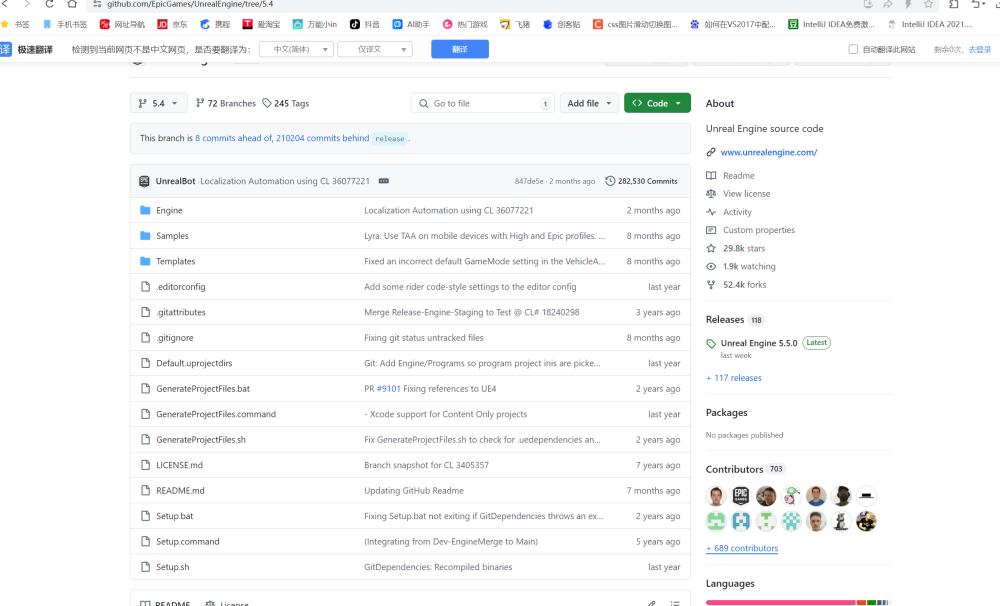 github.com/EpicGames/UnrealEngine/tree/5.4
书签 手机书签 网址导航 京东 爱淘宝 携程 万能小in 抖音 AI助手 热门游戏 飞猪 创客贴 css图片滑动切换图... 如何在VS2017中配... IntelliJ IDEA免费激... IntelliJ IDEA 2021....
译 极速翻译 检测到当前网页不是中文网页，是否要翻译为： 中文(简体) 仅译文 翻译 自动翻译此网站 剩余0次， 去登录
5.4 72 Branches 245 Tags Go to file t Add file Code
This branch is 8 commits ahead of, 210204 commits behind release .
UnrealBot Localization Automation using CL 36077221 847de5e · 2 months ago 282,530 Commits
Engine Localization Automation using CL 36077221 2 months ago
Samples Lyra: Use TAA on mobile devices with High and Epic profiles. ... 8 months ago
Templates Fixed an incorrect default GameMode setting in the VehicleA... 8 months ago
.editorconfig Add some rider code-style settings to the editor config last year
.gitattributes Merge Release-Engine-Staging to Test @ CL# 18240298 3 years ago
.gitignore Fixing git status untracked files 8 months ago
Default.uprojectdirs Git: Add Engine/Programs so program project inis are picke... last year
GenerateProjectFiles.bat PR #9101 Fixing references to UE4 2 years ago
GenerateProjectFiles.command - Xcode support for Content Only projects last year
GenerateProjectFiles.sh Fix GenerateProjectFiles.sh to check for .uedependencies an... 2 years ago
LICENSE.md Branch snapshot for CL 3405357 7 years ago
README.md Updating GitHub Readme 7 months ago
Setup.bat Fixing Setup.bat not exiting if GitDependencies throws an ex... 2 years ago
Setup.command (Integrating from Dev-EngineMerge to Main) 5 years ago
Setup.sh GitDependencies: Recompiled binaries last year
README License
About
Unreal Engine source code
www.unrealengine.com/
Readme
View license
Activity
Custom properties
29.8k stars
1.9k watching
52.4k forks
Releases 118
Unreal Engine 5.5.0 Latest
last week
+ 117 releases
Packages
No packages published
Contributors 703
EPIC GAMES
+ 689 contributors
Languages